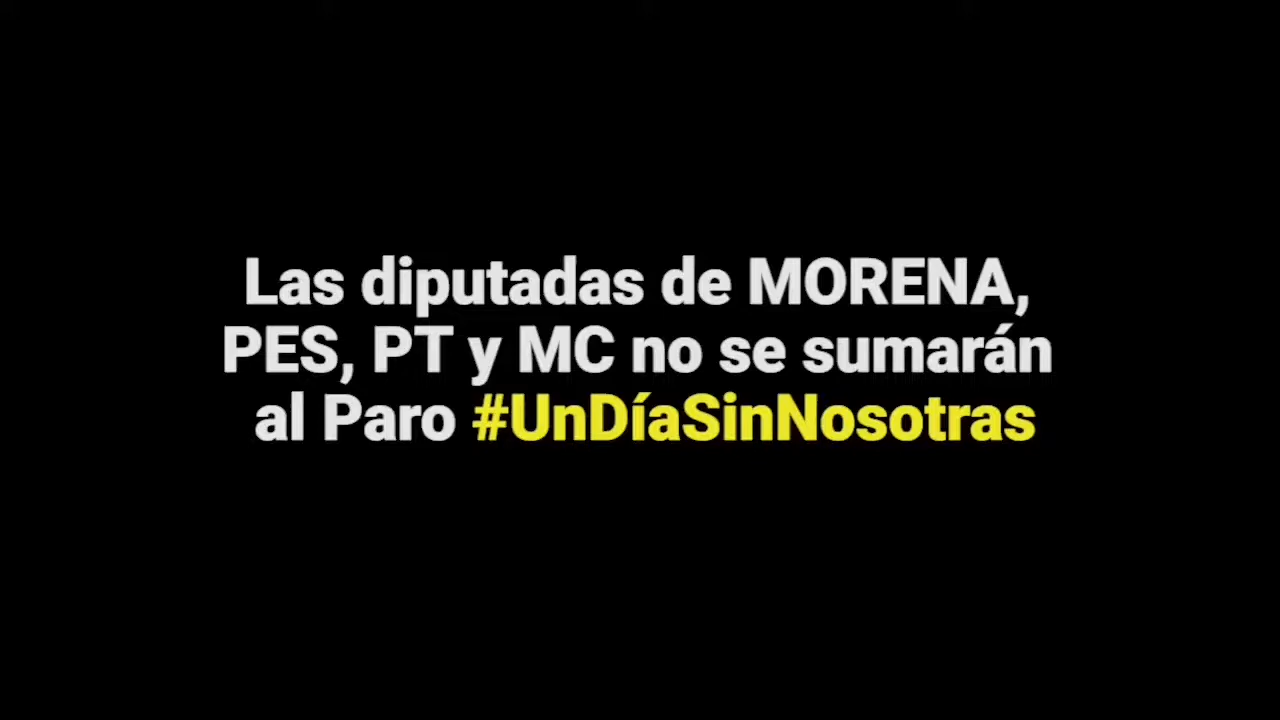 Las diputadas de MORENA,
PES, PT y MC no se sumarán
al Paro #UnDíaSinNosotras